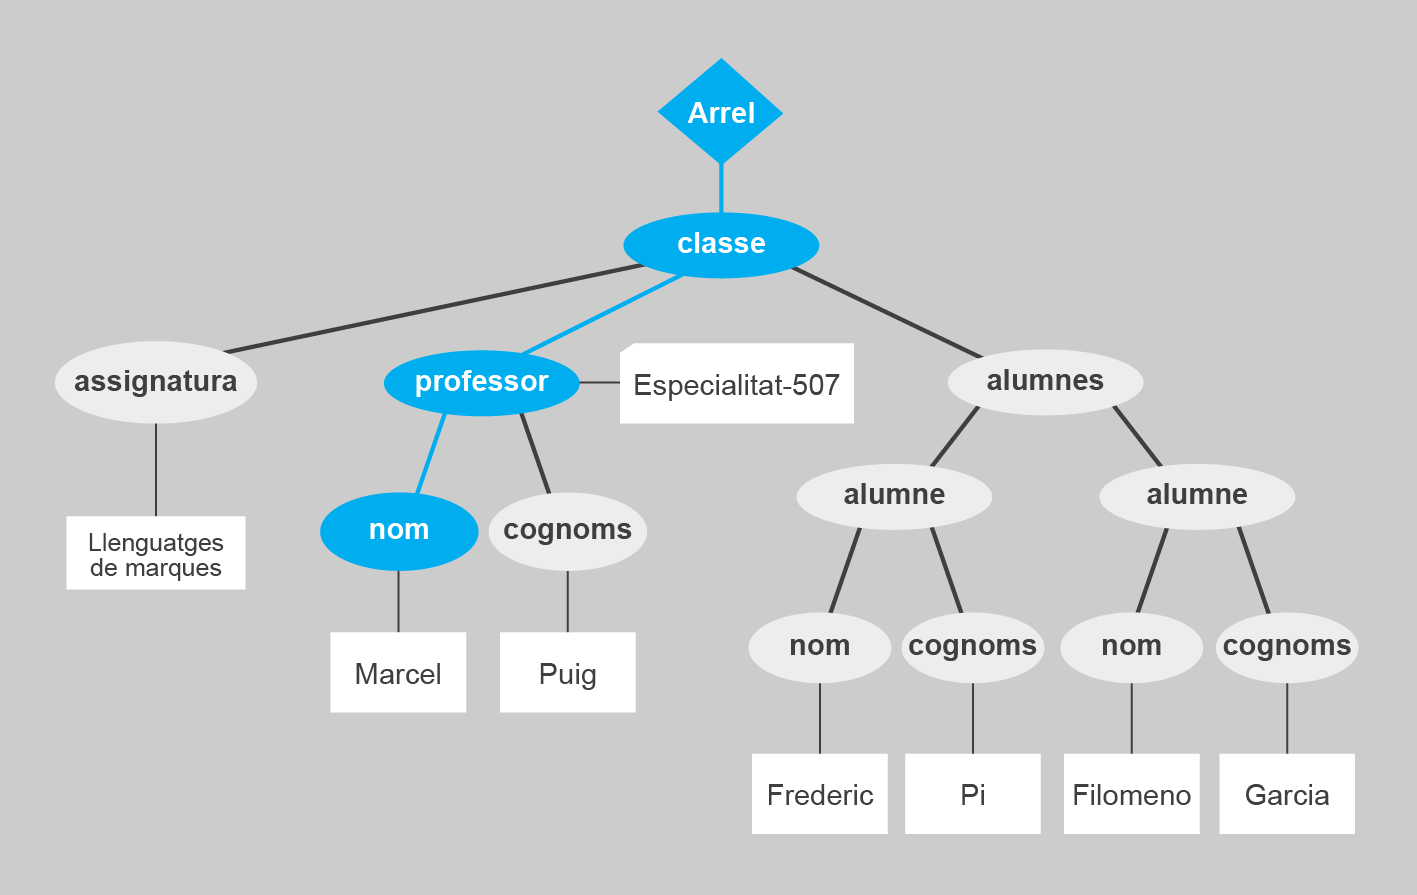 Arrel
classe
assignatura
professor
Especialitat-507
alumnes
alumne
alumne
nom
cognoms
Llenguatges
de marques
nom
cognoms
nom
cognoms
Marcel
Puig
Frederic
Pi
Filomeno
Garcia